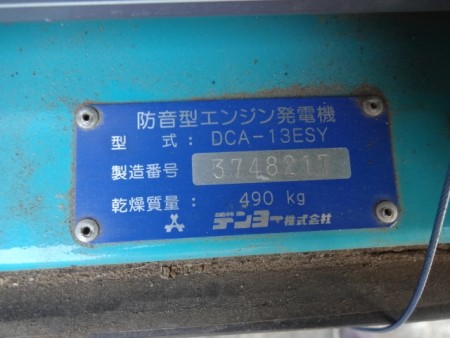 防音型エンジン発電機
型 式: DCA-13ESY
製造番号 3748217
乾燥質量: 490 kg
デンヨー株式会社